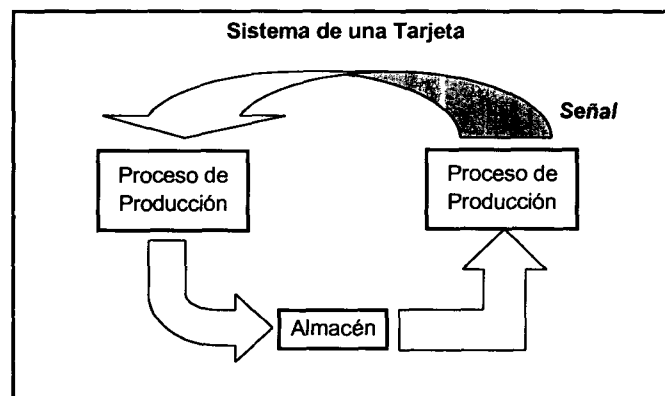 Sistema de una Tarjeta
Señal
Proceso de
Producción
Proceso de
Producción
Almacén